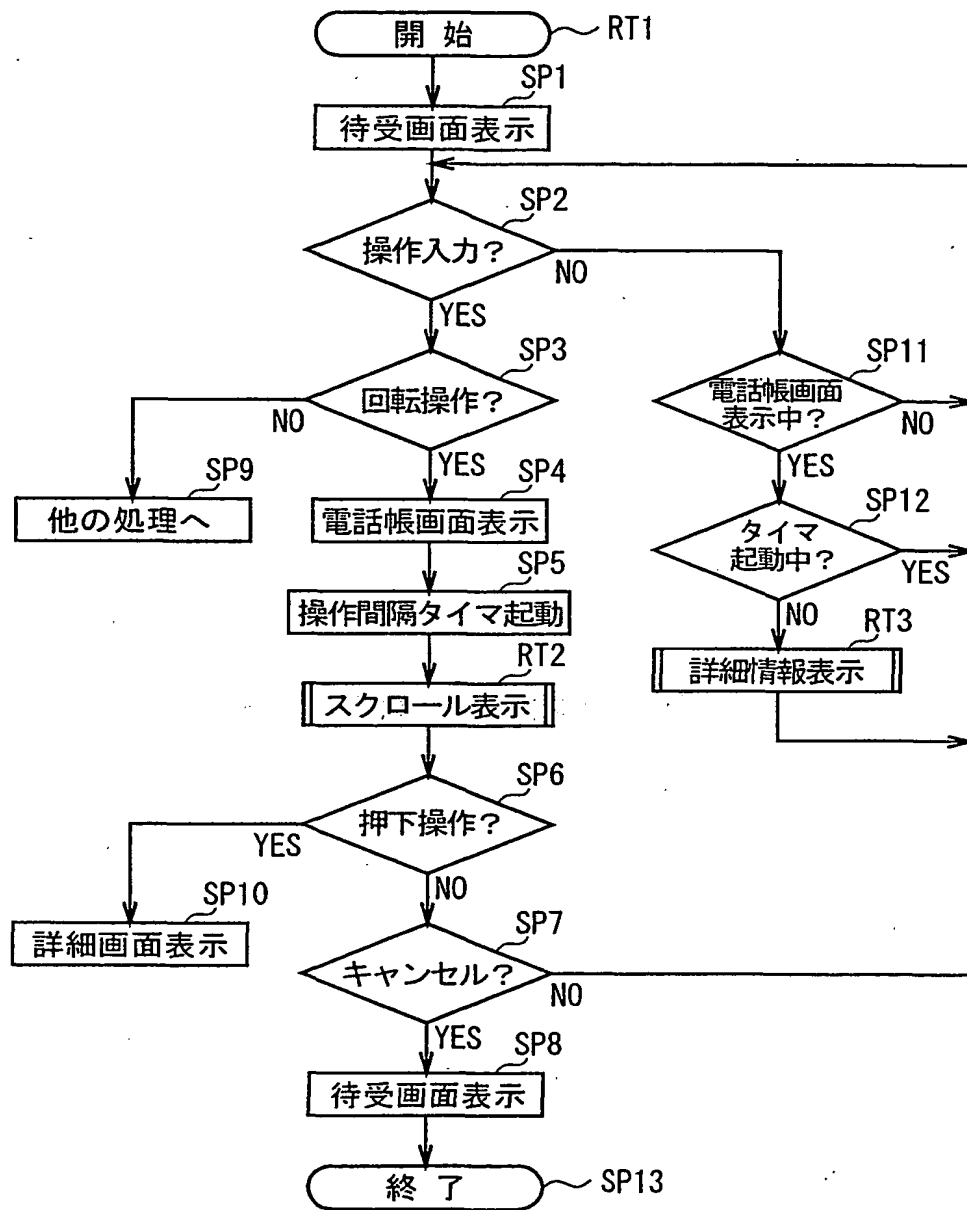 開始
RT1
SP1
待受画面表示
SP2
操作入力？
NO
YES
SP3
回転操作？
NO
YES
SP11
電話帳画面
表示中？
NO
YES
SP9
他の処理へ
SP4
電話帳画面表示
SP12
タイマ
起動中？
YES
NO
SP5
操作間隔タイマ起動
RT2
スクロール表示
RT3
詳細情報表示
SP6
押下操作？
YES
NO
SP10
詳細画面表示
SP7
キャンセル？
NO
YES
SP8
待受画面表示
終了
SP13